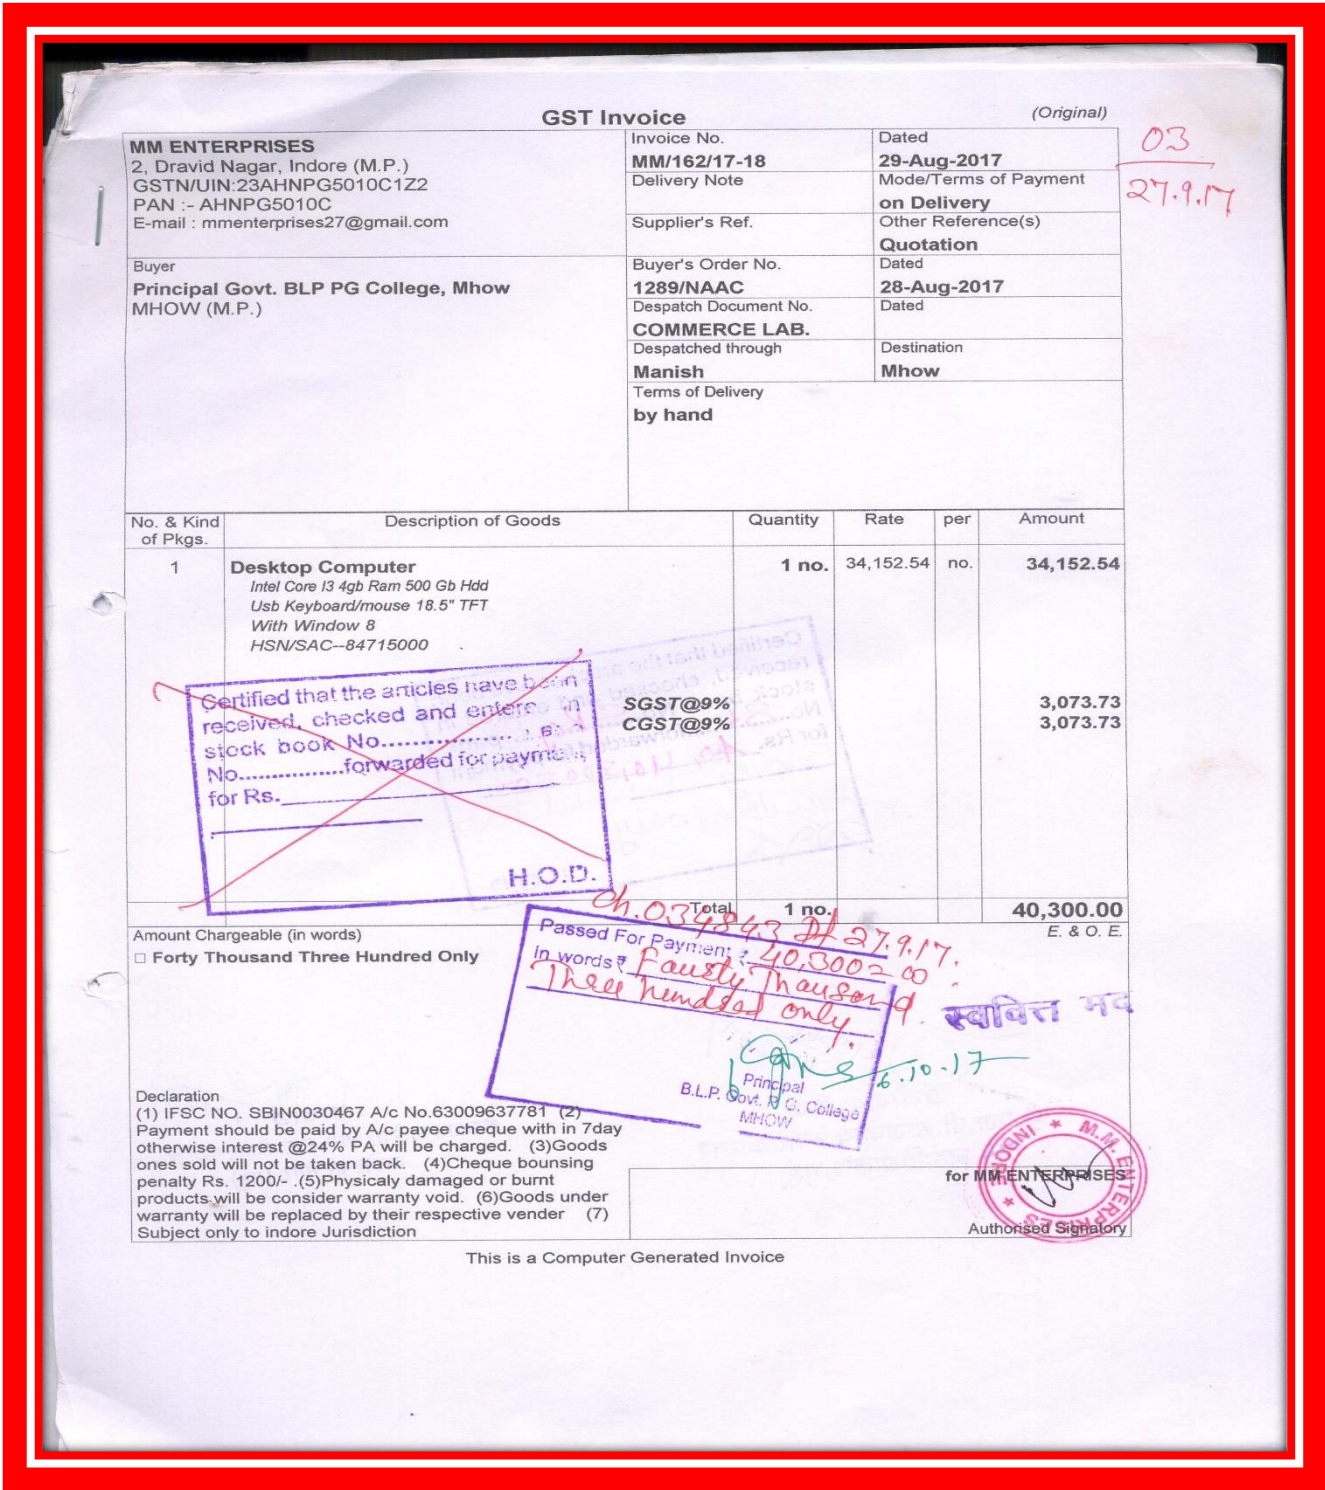 GST Invoice
(Original)
03
27.9.17
MM ENTERPRISES
2, Dravid Nagar, Indore (M.P.)
GSTN/UIN:23AHNPG5010C1Z2
PAN :- AHNPG5010C
E-mail : mmenterprises27@gmail.com
Invoice No.
MM/162/17-18
Dated
29-Aug-2017
Delivery Note
Mode/Terms of Payment
on Delivery
Supplier's Ref.
Other Reference(s)
Quotation
Buyer
Principal Govt. BLP PG College, Mhow
MHOW (M.P.)
Buyer's Order No.
1289/NAAC
Dated
28-Aug-2017
Despatch Document No.
COMMERCE LAB.
Dated
Despatched through
Manish
Destination
Mhow
Terms of Delivery
by hand
No. & Kind of Pkgs. Description of Goods Quantity Rate per Amount
1 Desktop Computer 1 no. 34,152.54 no. 34,152.54
Intel Core I3 4gb Ram 500 Gb Hdd
Usb Keyboard/mouse 18.5" TFT
With Window 8
HSN/SAC--84715000
SGST@9% 3,073.73
CGST@9% 3,073.73
Certified that the articles have been
received, checked and entered in
stock book No.
No...............forwarded for payment
for Rs.
H.O.D.
Total 1 no. 40,300.00
E. & O. E.
Ch. 034843 Dt 27.9.17.
Amount Chargeable (in words)
Forty Thousand Three Hundred Only
Passed For Payment ₹ 40,300=00
in words ₹ Fausty Thausand
Three hundred only.
स्ववित्त मद
6.10.17
Principal
B.L.P. Govt. P. G. College
MHOW
Declaration
(1) IFSC NO. SBIN0030467 A/c No.63009637781 (2)
Payment should be paid by A/c payee cheque with in 7day
otherwise interest @24% PA will be charged. (3)Goods
ones sold will not be taken back. (4)Cheque bounsing
penalty Rs. 1200/- .(5)Physicaly damaged or burnt
products will be consider warranty void. (6)Goods under
warranty will be replaced by their respective vender (7)
Subject only to indore Jurisdiction
for MM ENTERPRISES
M.M. ENTERPRISES ★ INDORE ★
Authorised Signatory
This is a Computer Generated Invoice